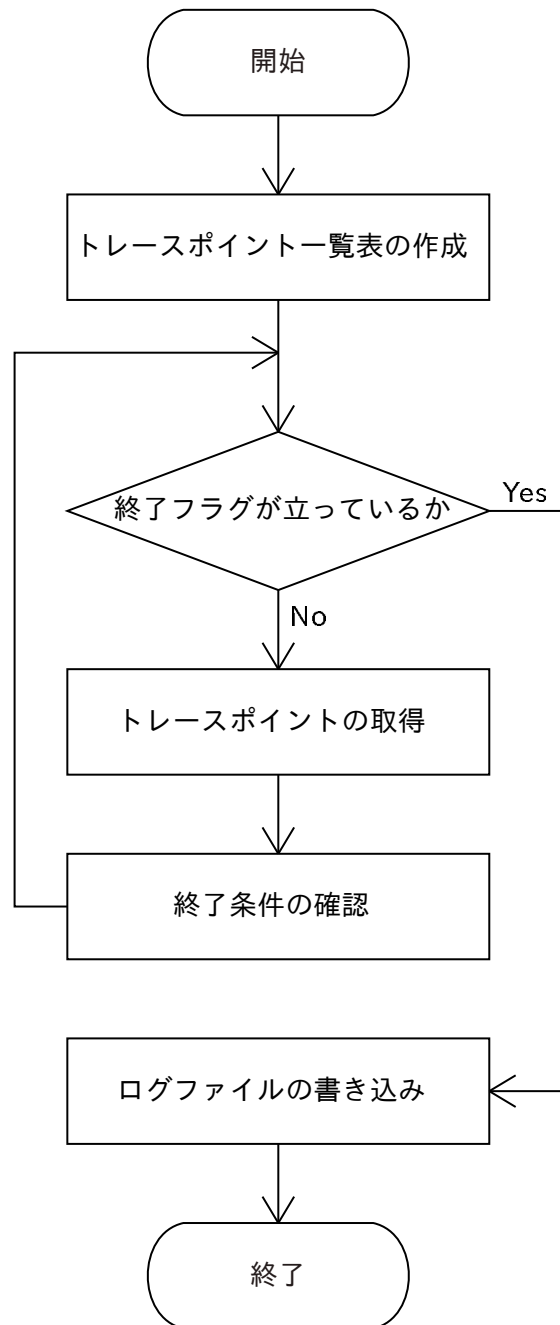 開始
トレースポイント一覧表の作成
終了フラグが立っているか
Yes
No
トレースポイントの取得
終了条件の確認
ログファイルの書き込み
終了